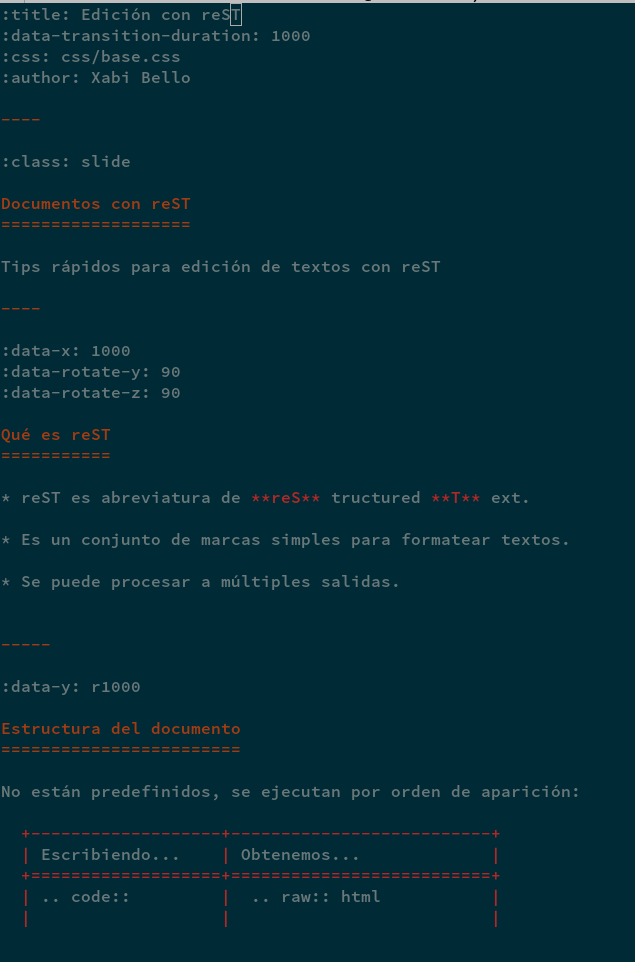 :title: Edición con reST
:data-transition-duration: 1000
:css: css/base.css
:author: Xabi Bello
----
:class: slide
Documentos con reST
===================
Tips rápidos para edición de textos con reST
----
:data-x: 1000
:data-rotate-y: 90
:data-rotate-z: 90
Qué es reST
===========
* reST es abreviatura de **reS** tructured **T** ext.
* Es un conjunto de marcas simples para formatear textos.
* Se puede procesar a múltiples salidas.
-----
:data-y: r1000
Estructura del documento
========================
No están predefinidos, se ejecutan por orden de aparición:
  +-------------------+--------------------------+
  | Escribiendo...    | Obtenemos...             |
  +===================+==========================+
  | .. code::         |  .. raw:: html           |
  |                   |                          |